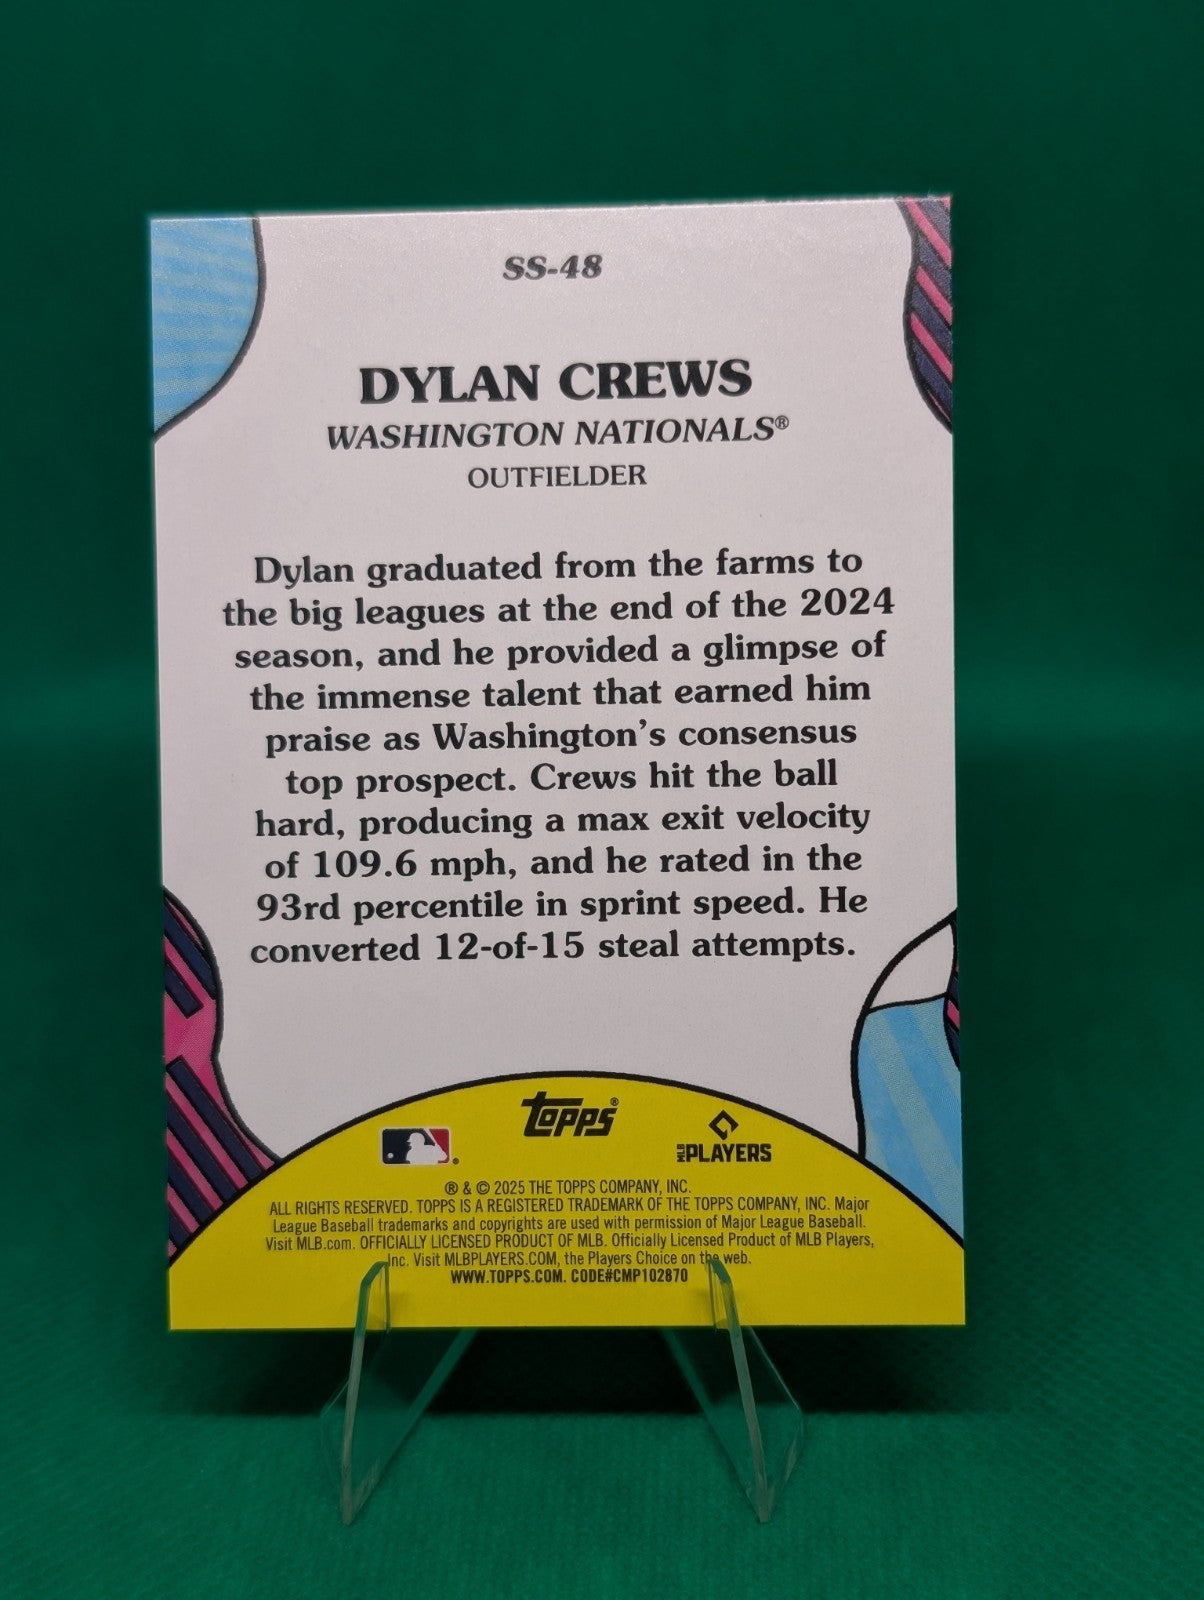 SS-48
DYLAN CREWS
WASHINGTON NATIONALS®
OUTFIELDER
Dylan graduated from the farms to
the big leagues at the end of the 2024
season, and he provided a glimpse of
the immense talent that earned him
praise as Washington's consensus
top prospect. Crews hit the ball
hard, producing a max exit velocity
of 109.6 mph, and he rated in the
93rd percentile in sprint speed. He
converted 12-of-15 steal attempts.
TOPPS®
MLB PLAYERS
® & © 2025 THE TOPPS COMPANY, INC.
ALL RIGHTS RESERVED. TOPPS IS A REGISTERED TRADEMARK OF THE TOPPS COMPANY, INC. Major
League Baseball trademarks and copyrights are used with permission of Major League Baseball.
Visit MLB.com. OFFICIALLY LICENSED PRODUCT OF MLB. Officially Licensed Product of MLB Players,
Inc. Visit MLBPLAYERS.COM, the Players Choice on the web.
WWW.TOPPS.COM. CODE#CMP102870